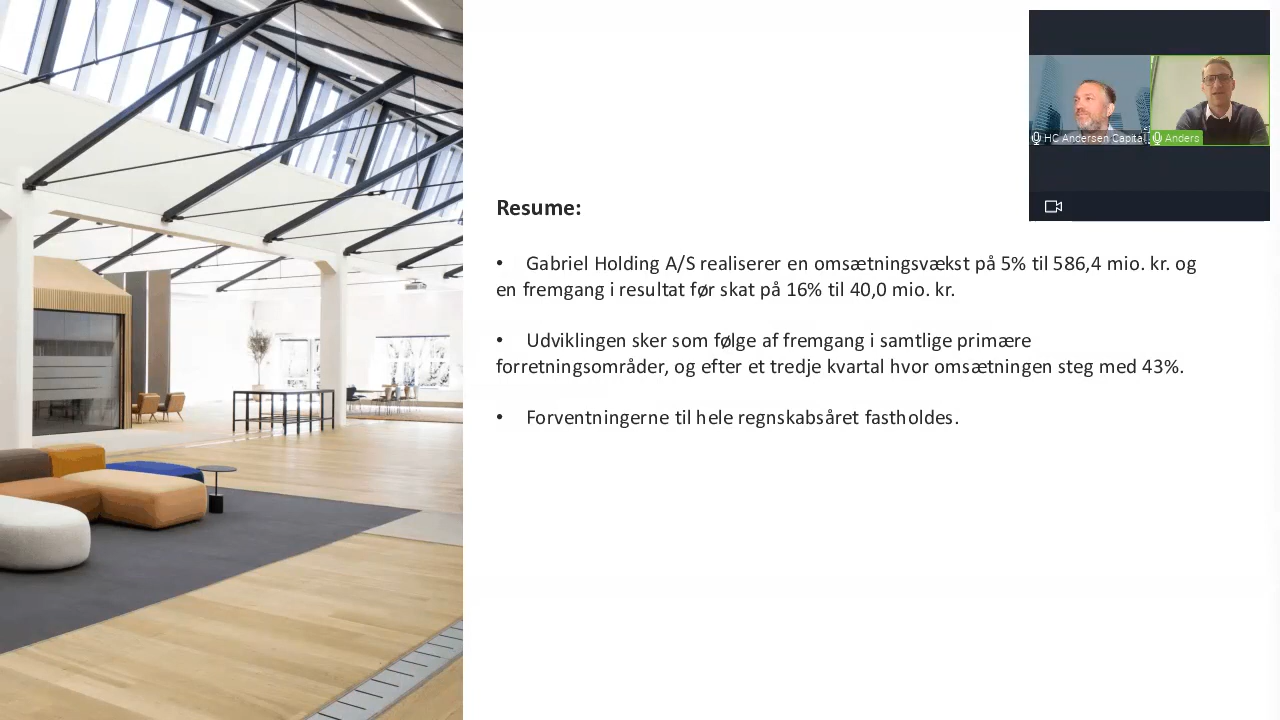 HC Andersen Capital
Anders
Resume:
• Gabriel Holding A/S realiserer en omsætningsvækst på 5% til 586,4 mio. kr. og
en fremgang i resultat før skat på 16% til 40,0 mio. kr.
• Udviklingen sker som følge af fremgang i samtlige primære
forretningsområder, og efter et tredje kvartal hvor omsætningen steg med 43%.
• Forventningerne til hele regnskabsåret fastholdes.